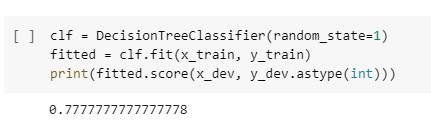 [ ] clf = DecisionTreeClassifier(random_state=1)
fitted = clf.fit(x_train, y_train)
print(fitted.score(x_dev, y_dev.astype(int)))
0.7777777777777778